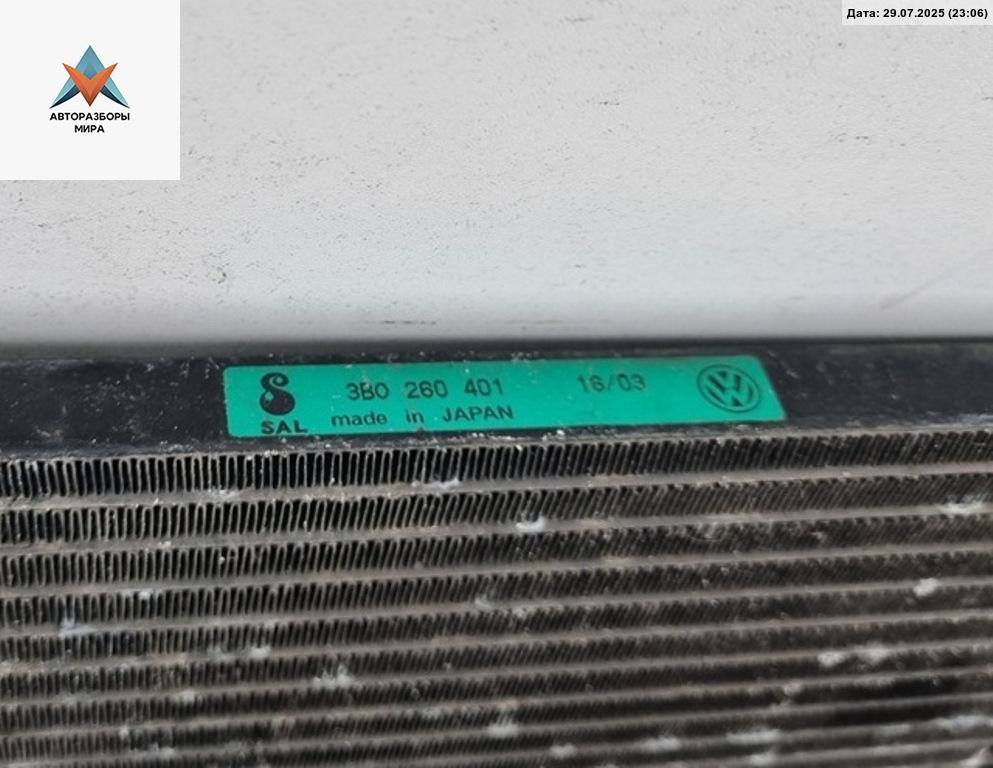 Дата: 29.07.2025 (23:06)
АВТОРАЗБОРЫ
МИРА
3B0 260 401 16/03
SAL made in JAPAN